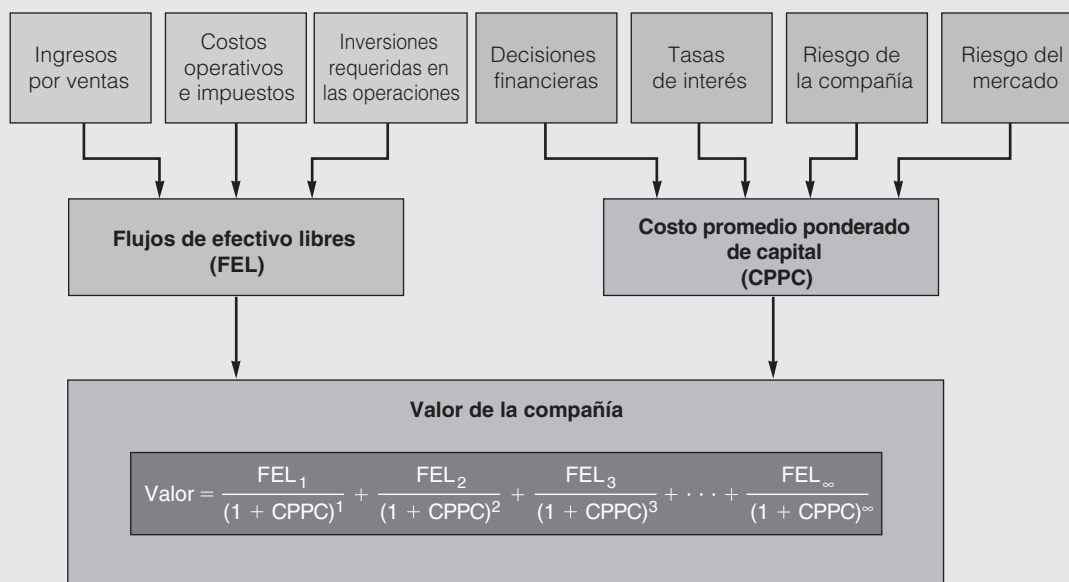 Ingresos
por ventas
Costos
operativos
e impuestos
Inversiones
requeridas en
las operaciones
Decisiones
financieras
Tasas
de interés
Riesgo de
la compañía
Riesgo del
mercado
Flujos de efectivo libres
(FEL)
Costo promedio ponderado
de capital
(CPPC)
Valor de la compañía
Valor = FEL₁/(1 + CPPC)¹ + FEL₂/(1 + CPPC)² + FEL₃/(1 + CPPC)³ + · · · + FEL∞/(1 + CPPC)^∞